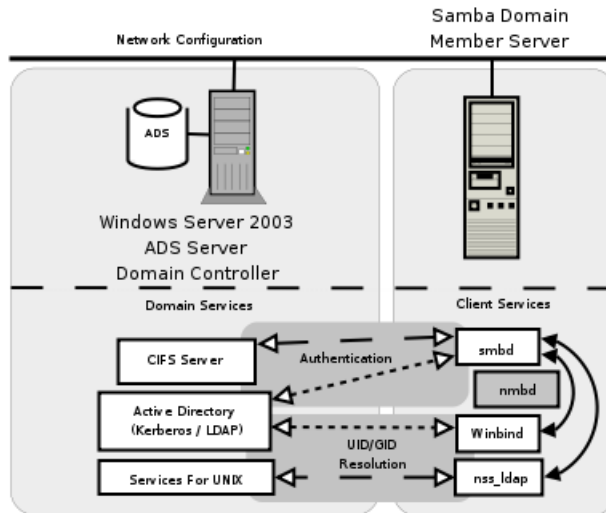 Samba Domain
Member Server
Network Configuration
ADS
Windows Server 2003
ADS Server
Domain Controller
Domain Services
Client Services
CIFS Server
Authentication
smbd
nmbd
Active Directory
(Kerberos / LDAP)
Winbind
UID/GID
Resolution
Services For UNIX
nss_ldap